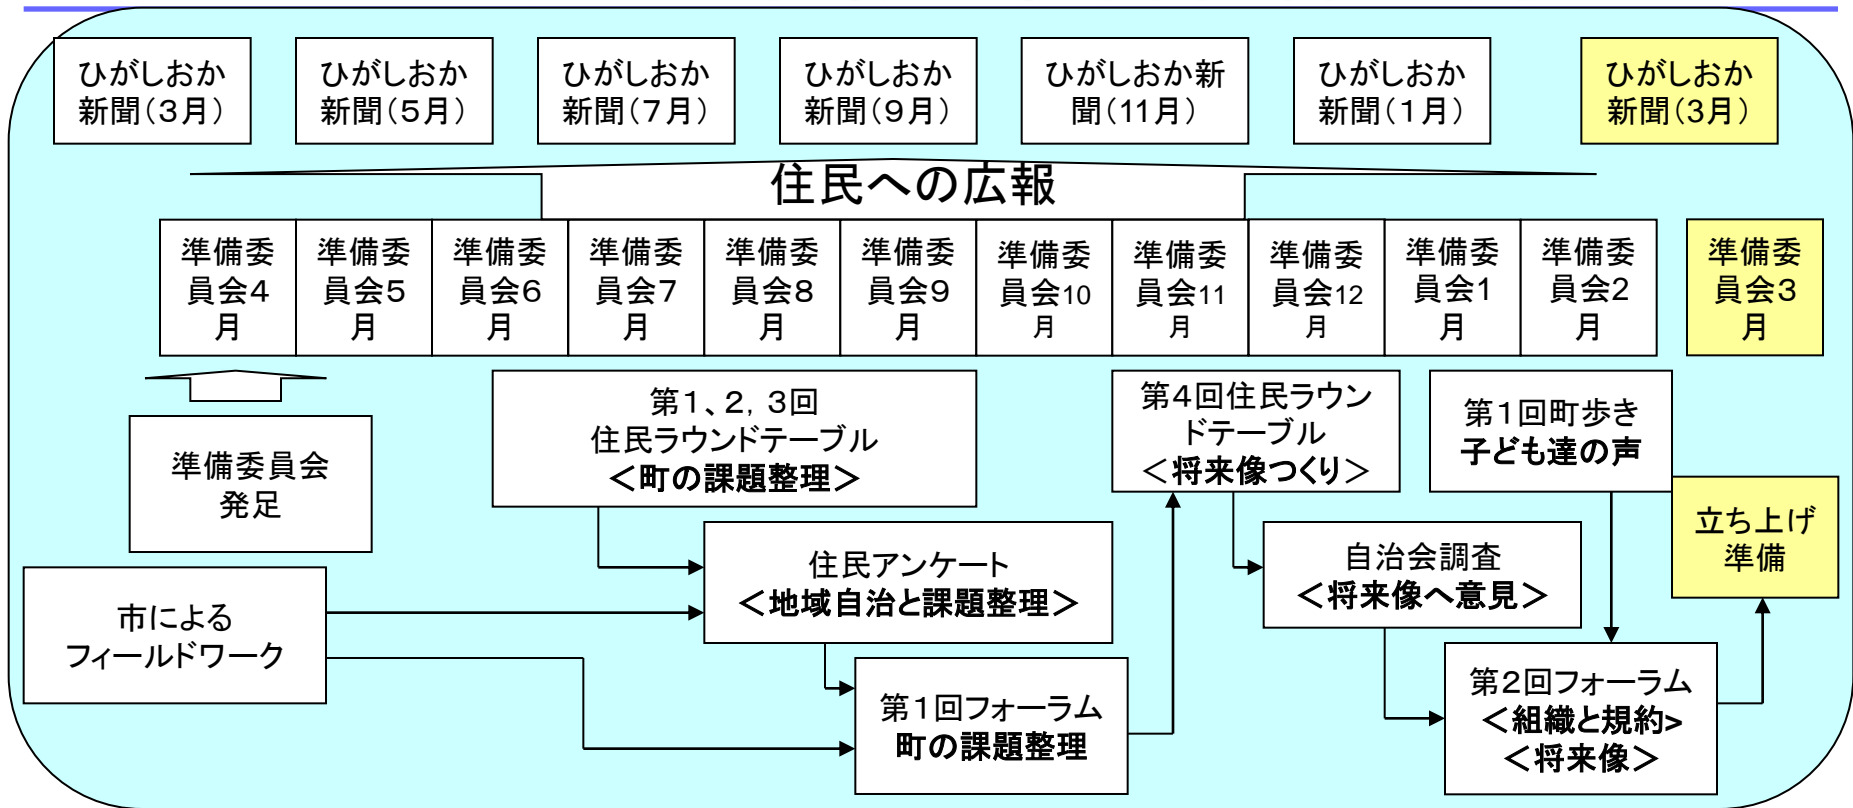 ひがしおか
新聞（３月）
ひがしおか
新聞（５月）
ひがしおか
新聞（７月）
ひがしおか
新聞（９月）
ひがしおか新
聞（11月）
ひがしおか
新聞（１月）
ひがしおか
新聞（3月）
住民への広報
準備委
員会４
月
準備委
員会５
月
準備委
員会６
月
準備委
員会７
月
準備委
員会８
月
準備委
員会９
月
準備委
員会10
月
準備委
員会11
月
準備委
員会12
月
準備委
員会１
月
準備委
員会２
月
準備委
員会３
月
準備委員会
発足
第１、２，３回
住民ラウンドテーブル
＜町の課題整理＞
第４回住民ラウン
ドテーブル
＜将来像つくり＞
第１回町歩き
子ども達の声
立ち上げ
準備
住民アンケート
＜地域自治と課題整理＞
自治会調査
＜将来像へ意見＞
市による
フィールドワーク
第１回フォーラム
町の課題整理
第２回フォーラム
＜組織と規約>
＜将来像＞